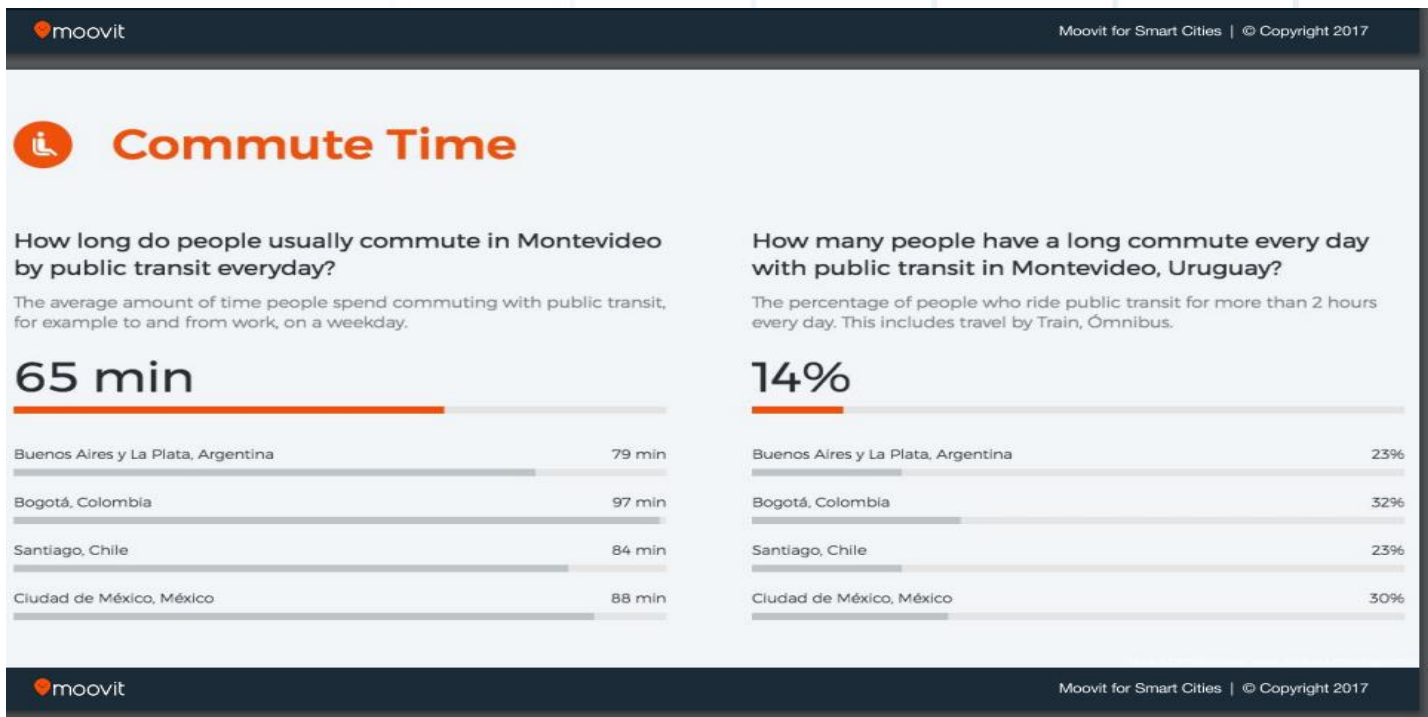 moovit
Moovit for Smart Cities | © Copyright 2017
Commute Time
How long do people usually commute in Montevideo
by public transit everyday?
The average amount of time people spend commuting with public transit,
for example to and from work, on a weekday.
65 min
Buenos Aires y La Plata, Argentina 79 min
Bogotá, Colombia 97 min
Santiago, Chile 84 min
Ciudad de México, México 88 min
How many people have a long commute every day
with public transit in Montevideo, Uruguay?
The percentage of people who ride public transit for more than 2 hours
every day. This includes travel by Train, Ómnibus.
14%
Buenos Aires y La Plata, Argentina 23%
Bogotá, Colombia 32%
Santiago, Chile 23%
Ciudad de México, México 30%
moovit
Moovit for Smart Cities | © Copyright 2017